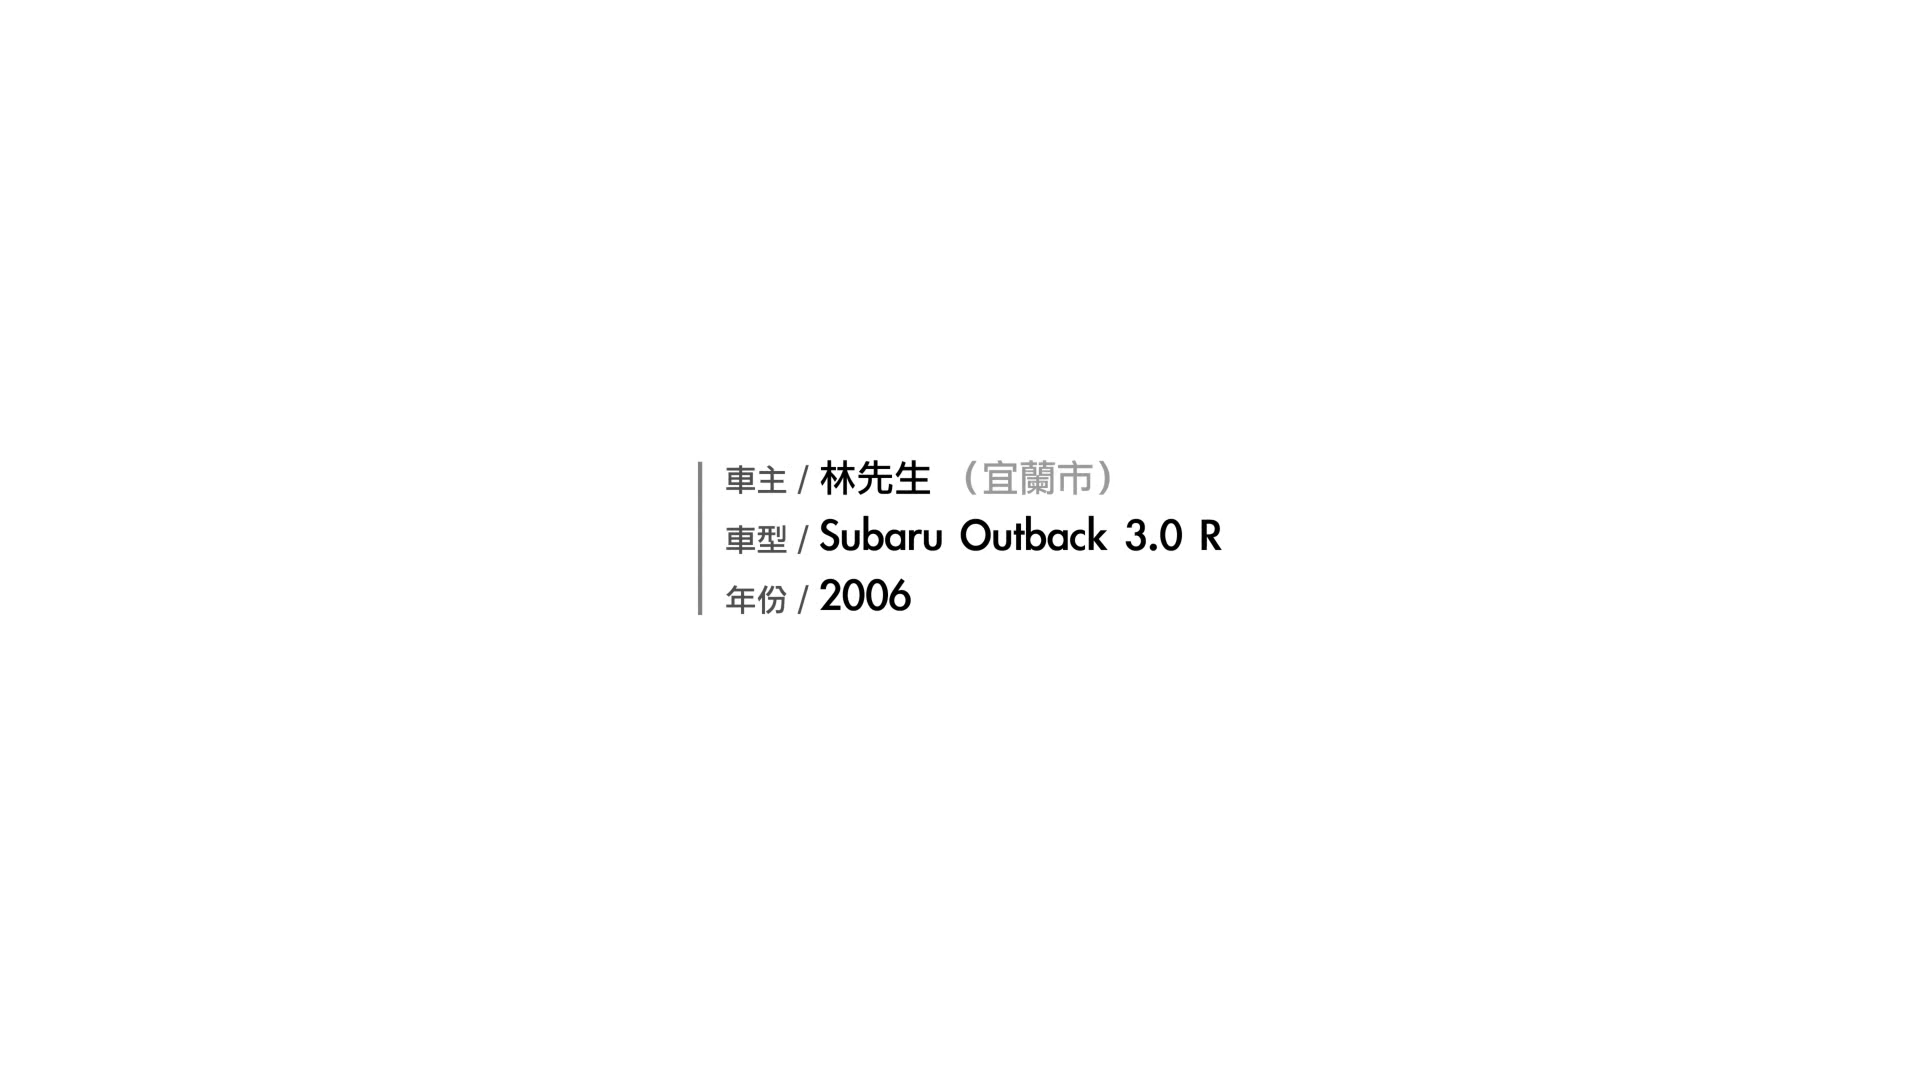 車主 / 林先生 （宜蘭市）
車型 / Subaru Outback 3.0 R
年份 / 2006